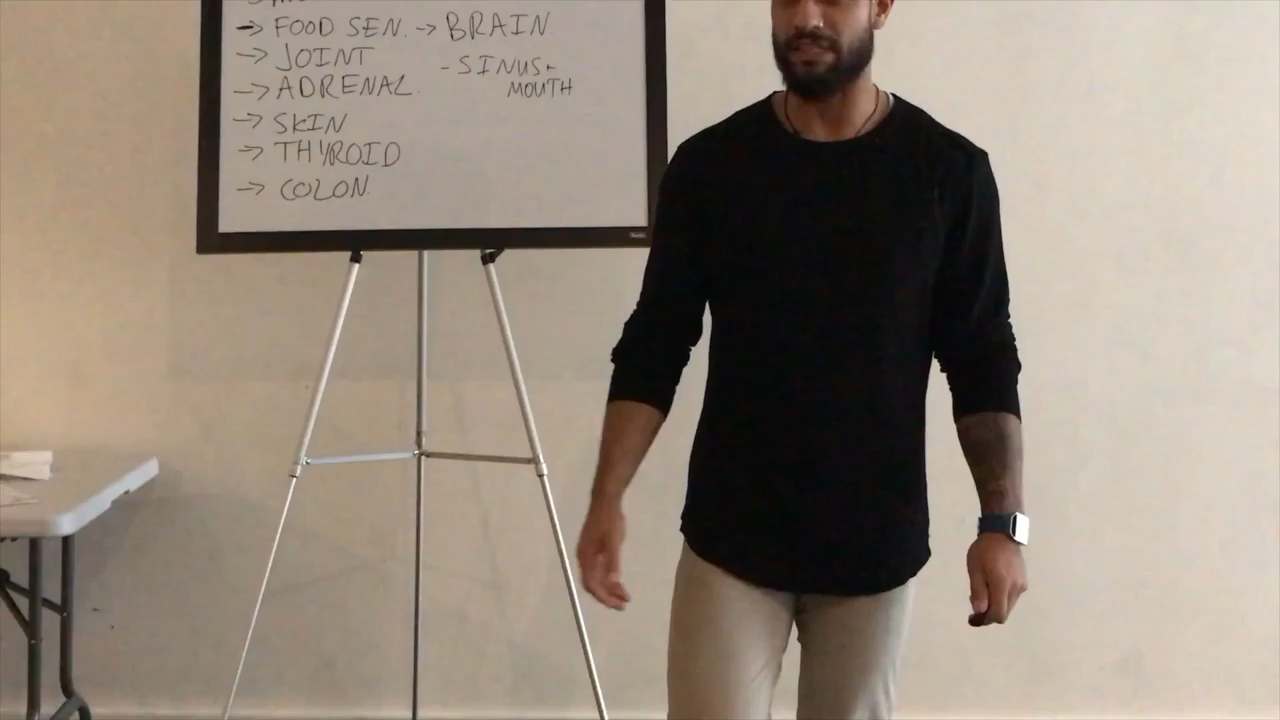 → FOOD SEN. → BRAIN
→ JOINT
- SINUS +
→ ADRENAL
MOUTH
→ SKIN
→ THYROID
→ COLON